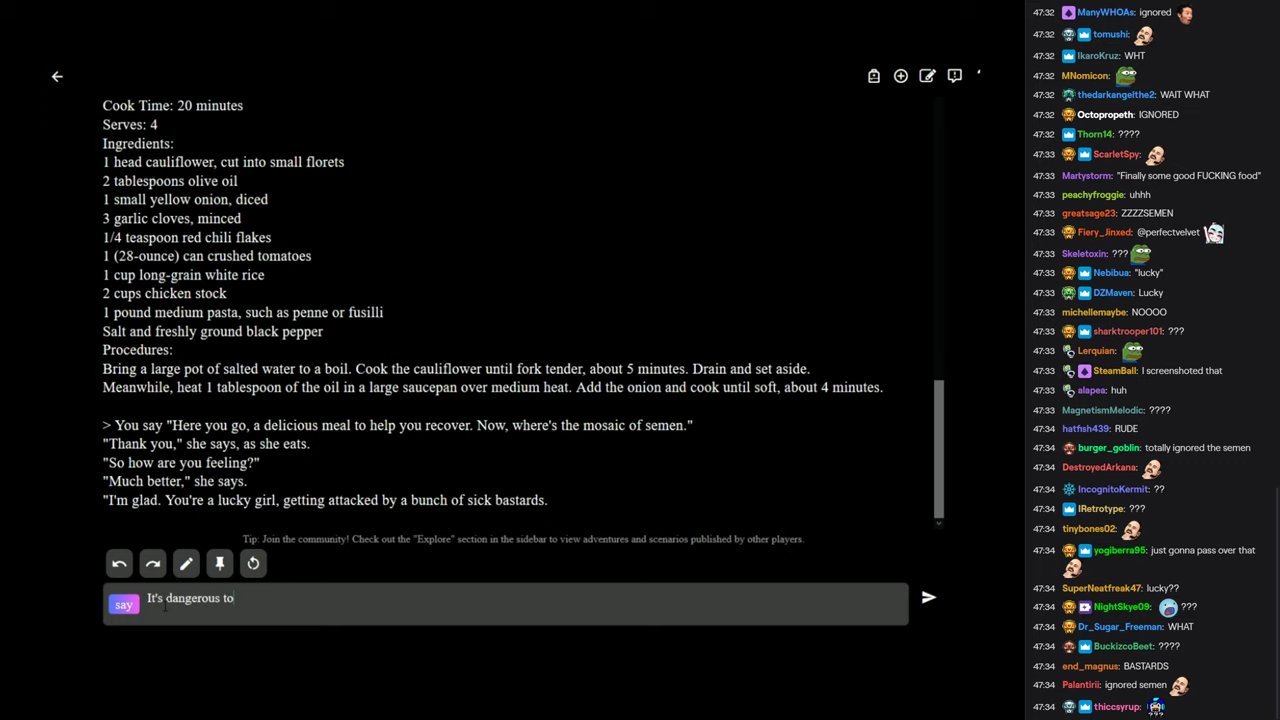 Cook Time: 20 minutes
Serves: 4
Ingredients:
1 head cauliflower, cut into small florets
2 tablespoons olive oil
1 small yellow onion, diced
3 garlic cloves, minced
1/4 teaspoon red chili flakes
1 (28-ounce) can crushed tomatoes
1 cup long-grain white rice
2 cups chicken stock
1 pound medium pasta, such as penne or fusilli
Salt and freshly ground black pepper
Procedures:
Bring a large pot of salted water to a boil. Cook the cauliflower until fork tender, about 5 minutes. Drain and set aside.
Meanwhile, heat 1 tablespoon of the oil in a large saucepan over medium heat. Add the onion and cook until soft, about 4 minutes.
> You say "Here you go, a delicious meal to help you recover. Now, where's the mosaic of semen."
"Thank you," she says, as she eats.
"So how are you feeling?"
"Much better," she says.
"I'm glad. You're a lucky girl, getting attacked by a bunch of sick bastards.
Tip: Join the community! Check out the "Explore" section in the sidebar to view adventures and scenarios published by other players.
say It's dangerous to
47:32 ManyWHOAs: ignored
47:32 tomushi:
47:32 IkaroKruz: WHT
47:32 MNomicon:
47:32 thedarkangelthe2: WAIT WHAT
47:32 Octopropeth: IGNORED
47:32 Thorn14: ????
47:33 ScarletSpy:
47:33 Martystorm: "Finally some good FUCKING food"
47:33 peachyfroggie: uhhh
47:33 greatsage23: ZZZZSEMEN
47:33 Fiery_Jinxed: @perfectvelvet
47:33 Skeletoxin: ???
47:33 Nebibua: "lucky"
47:33 DZMaven: Lucky
47:33 michellemaybe: NOOOO
47:33 sharktrooper101: ???
47:33 Lerquian:
47:33 SteamBall: I screenshoted that
47:33 alapea: huh
47:34 MagnetismMelodic: ????
47:34 hatfish439: RUDE
47:34 burger_goblin: totally ignored the semen
47:34 DestroyedArkana:
47:34 IncognitoKermit: ??
47:34 IRetrotype: ???
47:34 tinybones02:
47:34 yogiberra95: just gonna pass over that
47:34 SuperNeatfreak47: lucky??
47:34 NightSkye09: ???
47:34 Dr_Sugar_Freeman: WHAT
47:34 BuckizcoBeet: ????
47:34 end_magnus: BASTARDS
47:34 Palantirii: ignored semen
47:34 thiccsyrup: